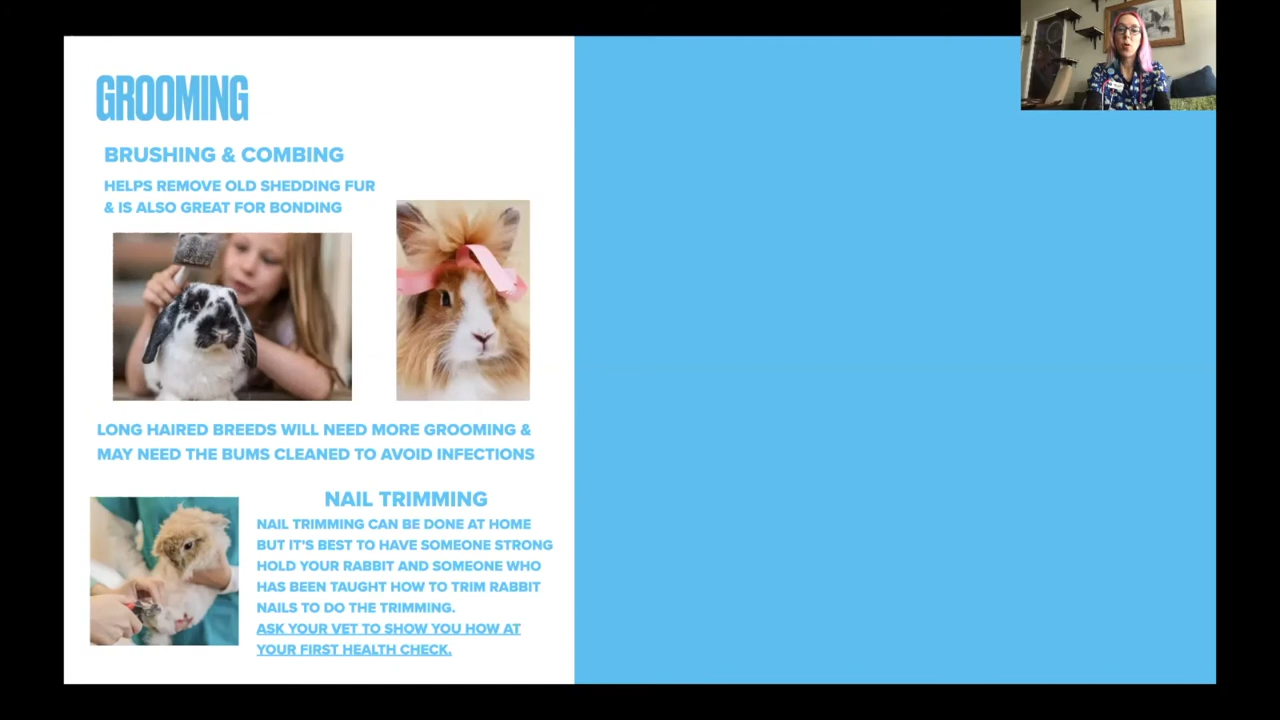 GROOMING
BRUSHING & COMBING
HELPS REMOVE OLD SHEDDING FUR
& IS ALSO GREAT FOR BONDING
LONG HAIRED BREEDS WILL NEED MORE GROOMING &
MAY NEED THE BUMS CLEANED TO AVOID INFECTIONS
NAIL TRIMMING
NAIL TRIMMING CAN BE DONE AT HOME
BUT IT'S BEST TO HAVE SOMEONE STRONG
HOLD YOUR RABBIT AND SOMEONE WHO
HAS BEEN TAUGHT HOW TO TRIM RABBIT
NAILS TO DO THE TRIMMING.
ASK YOUR VET TO SHOW YOU HOW AT
YOUR FIRST HEALTH CHECK.